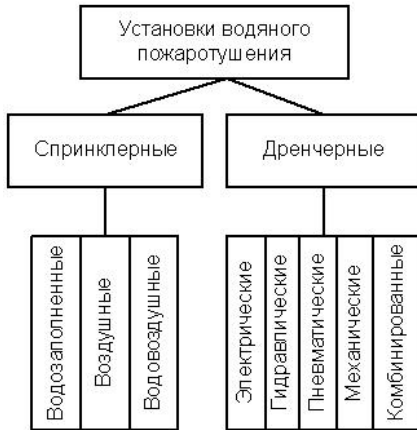 Установки водяного
пожаротушения
Спринклерные
Дренчерные
Водозаполненные
Воздушные
Водовоздушные
Электрические
Гидравлические
Пневматические
Механические
Комбинированные